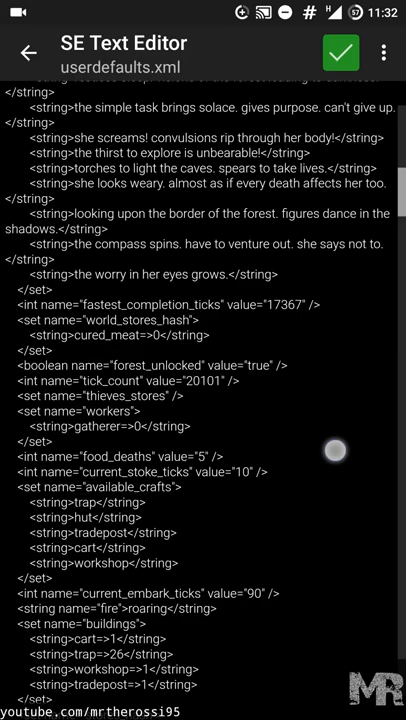 11:32
SE Text Editor
userdefaults.xml
</string>
<string>the simple task brings solace. gives purpose. can't give up.
</string>
<string>she screams! convulsions rip through her body!</string>
<string>the thirst to explore is unbearable!</string>
<string>torches to light the caves. spears to take lives.</string>
<string>she looks weary. almost as if every death affects her too.
</string>
<string>looking upon the border of the forest. figures dance in the
shadows.</string>
<string>the compass spins. have to venture out. she says not to.
</string>
<string>the worry in her eyes grows.</string>
</set>
<int name="fastest_completion_ticks" value="17367" />
<set name="world_stores_hash">
<string>cured_meat=>0</string>
</set>
<boolean name="forest_unlocked" value="true" />
<int name="tick_count" value="20101" />
<set name="thieves_stores" />
<set name="workers">
<string>gatherer=>0</string>
</set>
<int name="food_deaths" value="5" />
<int name="current_stoke_ticks" value="10" />
<set name="available_crafts">
<string>trap</string>
<string>hut</string>
<string>tradepost</string>
<string>cart</string>
<string>workshop</string>
</set>
<int name="current_embark_ticks" value="90" />
<string name="fire">roaring</string>
<set name="buildings">
<string>cart=>1</string>
<string>trap=>26</string>
<string>workshop=>1</string>
<string>tradepost=>1</string>
</set>
youtube.com/mrtherossi95
MR